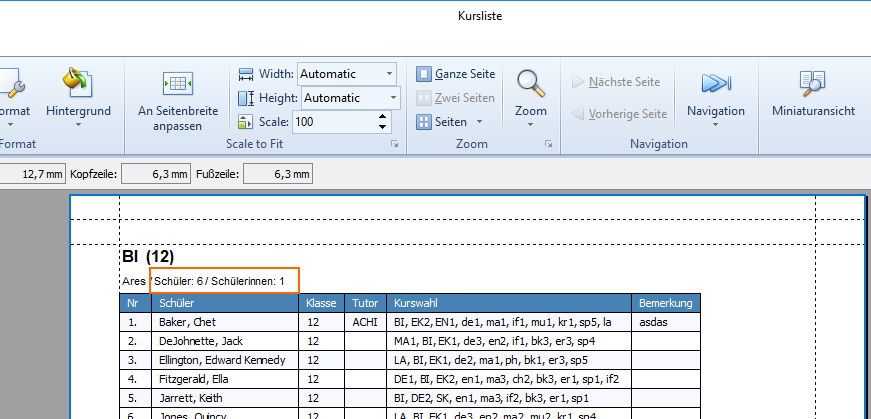 Kursliste
Width: Automatic
Height: Automatic
Scale: 100
ormat
Hintergrund
An Seitenbreite
anpassen
Ganze Seite
Zwei Seiten
Seiten
Zoom
Nächste Seite
Vorherige Seite
Navigation
Miniaturansicht
Format
Scale to Fit
Zoom
Navigation
12,7 mm Kopfzeile: 6,3 mm Fußzeile: 6,3 mm
BI (12)
Ares / Schüler: 6 / Schülerinnen: 1
Nr Schüler Klasse Tutor Kurswahl Bemerkung
1. Baker, Chet 12 ACHI BI, EK2, EN1, de1, ma1, if1, mu1, kr1, sp5, la asdas
2. DeJohnette, Jack 12 MA1, BI, EK1, de3, en2, if1, bk3, er3, sp4
3. Ellington, Edward Kennedy 12 LA, BI, EK1, de2, ma1, ph, bk1, er3, sp5
4. Fitzgerald, Ella 12 DE1, BI, EK2, en1, ma3, ch2, bk3, er1, sp1, if2
5. Jarrett, Keith 12 BI, DE2, SK, en1, ma3, if2, bk3, er1, sp1
6. Jones, Quincy 12 LA, BI, EK1, de2, en2, ma2, mu2, kr1, sp4